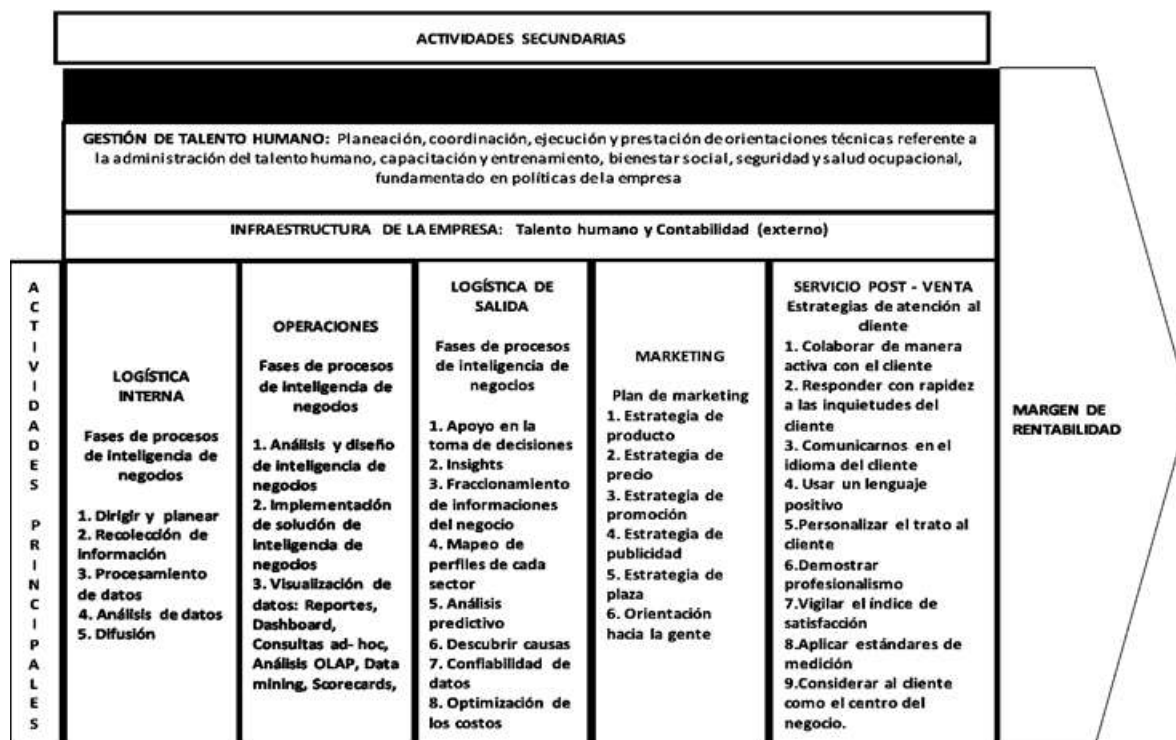 ACTIVIDADES SECUNDARIAS
GESTIÓN DE TALENTO HUMANO: Planeación, coordinación, ejecución y prestación de orientaciones técnicas referente a
la administración del talento humano, capacitación y entrenamiento, bienestar social, seguridad y salud ocupacional,
fundamentado en políticas de la empresa
INFRAESTRUCTURA DE LA EMPRESA: Talento humano y Contabilidad (externo)
ACTIVIDADES PRINCIPALES
LOGÍSTICA
INTERNA
Fases de procesos
de inteligencia de
negocios
1. Dirigir y planear
2. Recolección de
información
3. Procesamiento
de datos
4. Análisis de datos
5. Difusión
OPERACIONES
Fases de procesos
de inteligencia de
negocios
1. Análisis y diseño
de inteligencia de
negocios
2. Implementación
de solución de
inteligencia de
negocios
3. Visualización de
datos: Reportes,
Dashboard,
Consultas ad- hoc,
Análisis OLAP, Data
mining, Scorecards,
LOGÍSTICA DE
SALIDA
Fases de procesos
de inteligencia de
negocios
1. Apoyo en la
toma de decisiones
2. Insights
3. Fraccionamiento
de informaciones
del negocio
4. Mapeo de
perfiles de cada
sector
5. Análisis
predictivo
6. Descubrir causas
7. Confiabilidad de
datos
8. Optimización de
los costos
MARKETING
Plan de marketing
1. Estrategia de
producto
2. Estrategia de
precio
3. Estrategia de
promoción
4. Estrategia de
publicidad
5. Estrategia de
plaza
6. Orientación
hacia la gente
SERVICIO POST - VENTA
Estrategias de atención al
cliente
1. Colaborar de manera
activa con el cliente
2. Responder con rapidez
a las inquietudes del
cliente
3. Comunicarnos en el
idioma del cliente
4. Usar un lenguaje
positivo
5.Personalizar el trato al
cliente
6.Demostrar
profesionalismo
7.Vigilar el índice de
satisfacción
8.Aplicar estándares de
medición
9.Considerar al cliente
como el centro del
negocio.
MARGEN DE
RENTABILIDAD